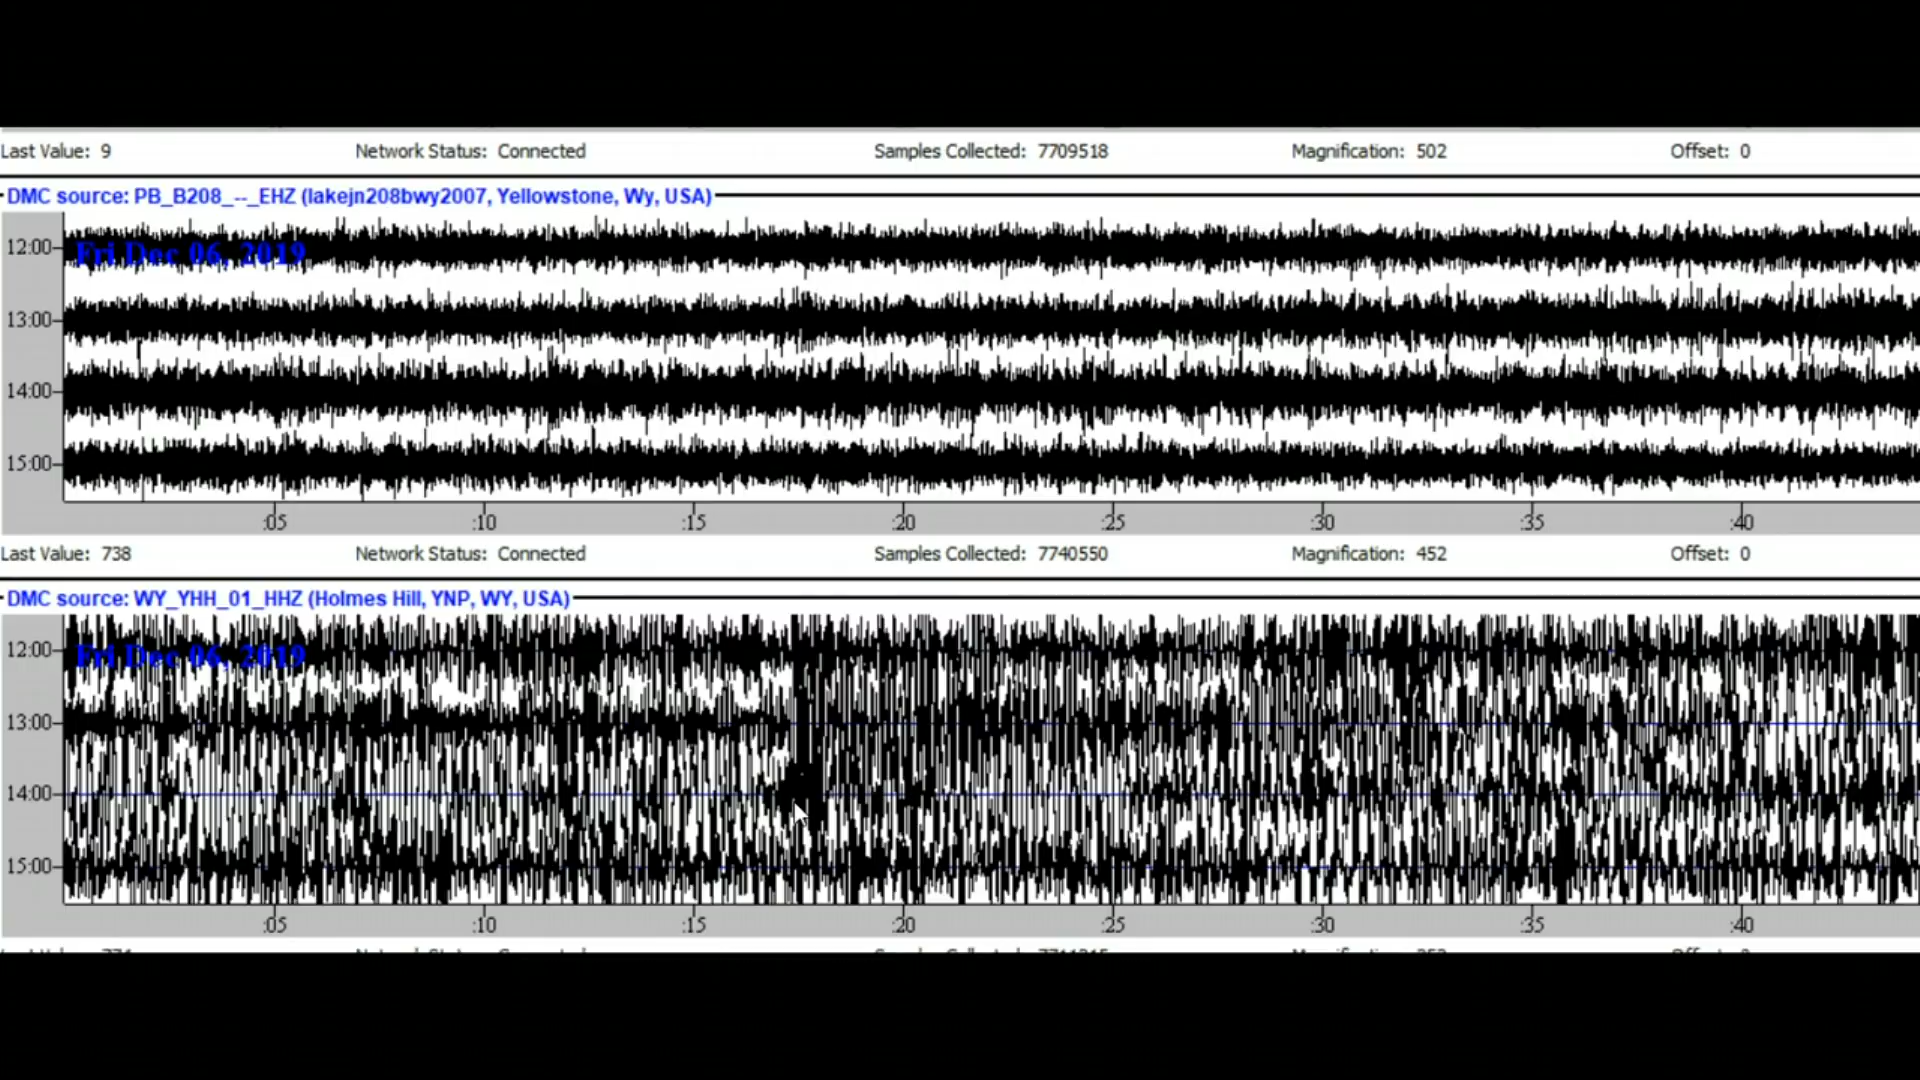 Last Value: 9 Network Status: Connected Samples Collected: 7709518 Magnification: 502 Offset: 0
DMC source: PB_B208_--_EHZ (lakejn208bwy2007, Yellowstone, Wy, USA)
12:00
Fri Dec 06, 2019
13:00
14:00
15:00
:05 :10 :15 :20 :25 :30 :35 :40
Last Value: 738 Network Status: Connected Samples Collected: 7740550 Magnification: 452 Offset: 0
DMC source: WY_YHH_01_HHZ (Holmes Hill, YNP, WY, USA)
12:00
Fri Dec 06, 2019
13:00
14:00
15:00
:05 :10 :15 :20 :25 :30 :35 :40